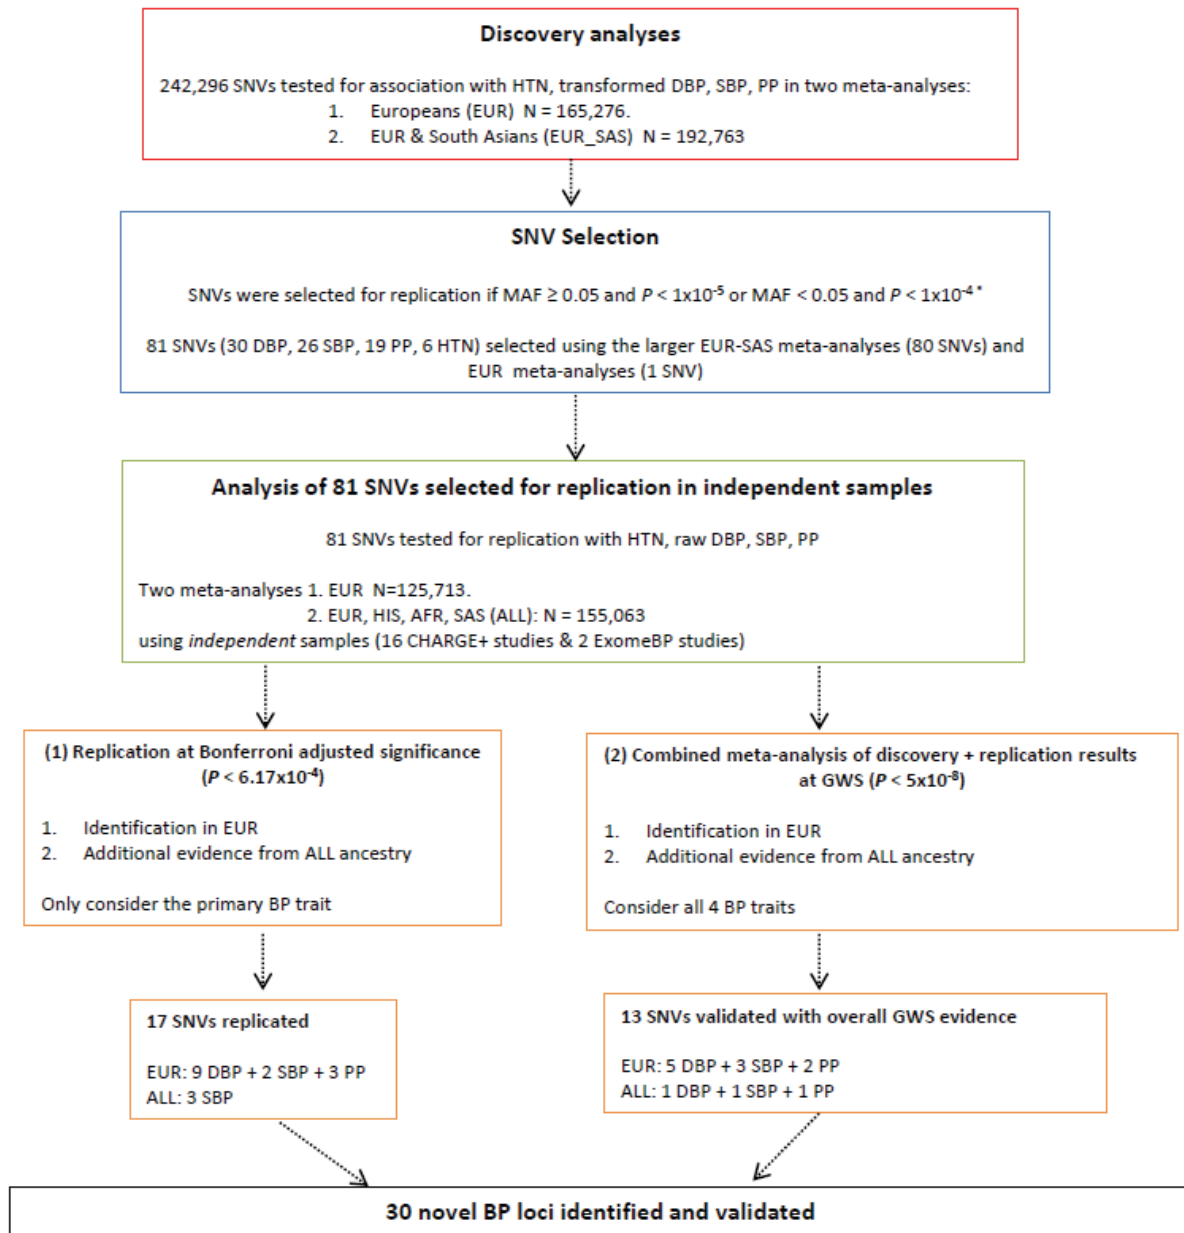 Discovery analyses
242,296 SNVs tested for association with HTN, transformed DBP, SBP, PP in two meta-analyses:
1. Europeans (EUR) N = 165,276.
2. EUR & South Asians (EUR_SAS) N = 192,763
SNV Selection
SNVs were selected for replication if MAF ≥ 0.05 and P < 1x10⁻⁵ or MAF < 0.05 and P < 1x10⁻⁴ *
81 SNVs (30 DBP, 26 SBP, 19 PP, 6 HTN) selected using the larger EUR-SAS meta-analyses (80 SNVs) and
EUR meta-analyses (1 SNV)
Analysis of 81 SNVs selected for replication in independent samples
81 SNVs tested for replication with HTN, raw DBP, SBP, PP
Two meta-analyses 1. EUR N=125,713.
2. EUR, HIS, AFR, SAS (ALL): N = 155,063
using independent samples (16 CHARGE+ studies & 2 ExomeBP studies)
(1) Replication at Bonferroni adjusted significance
(P < 6.17x10⁻⁴)
1. Identification in EUR
2. Additional evidence from ALL ancestry
Only consider the primary BP trait
(2) Combined meta-analysis of discovery + replication results
at GWS (P < 5x10⁻⁸)
1. Identification in EUR
2. Additional evidence from ALL ancestry
Consider all 4 BP traits
17 SNVs replicated
EUR: 9 DBP + 2 SBP + 3 PP
ALL: 3 SBP
13 SNVs validated with overall GWS evidence
EUR: 5 DBP + 3 SBP + 2 PP
ALL: 1 DBP + 1 SBP + 1 PP
30 novel BP loci identified and validated